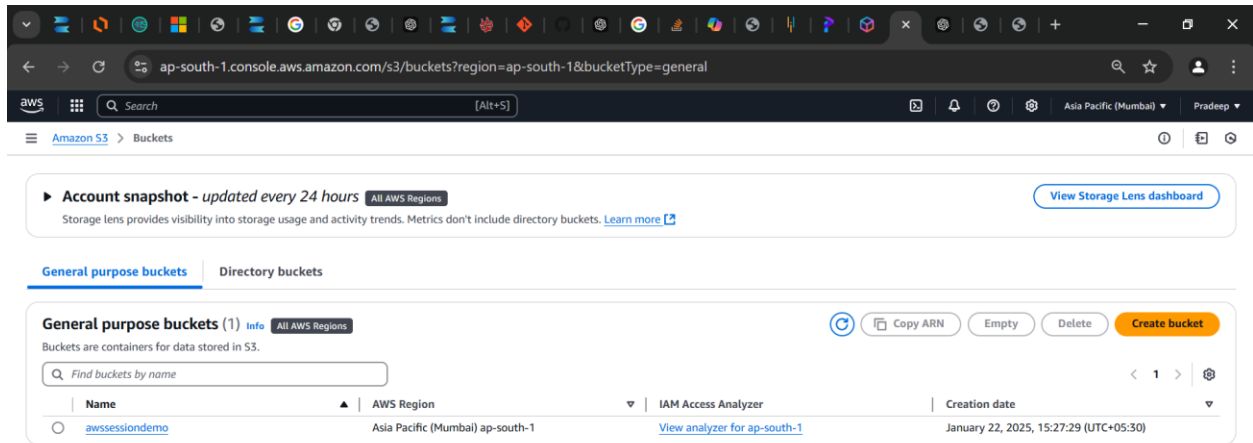 ap-south-1.console.aws.amazon.com/s3/buckets?region=ap-south-1&bucketType=general
aws Search [Alt+S] Asia Pacific (Mumbai) Pradeep
Amazon S3 > Buckets
Account snapshot - updated every 24 hours All AWS Regions View Storage Lens dashboard
Storage lens provides visibility into storage usage and activity trends. Metrics don't include directory buckets. Learn more
General purpose buckets Directory buckets
General purpose buckets (1) Info All AWS Regions Copy ARN Empty Delete Create bucket
Buckets are containers for data stored in S3.
Find buckets by name < 1 >
Name AWS Region IAM Access Analyzer Creation date
awssessiondemo Asia Pacific (Mumbai) ap-south-1 View analyzer for ap-south-1 January 22, 2025, 15:27:29 (UTC+05:30)